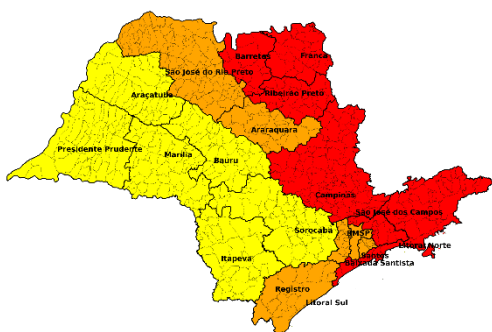 Barretos
Franca
São José do Rio Preto
Ribeirão Preto
Araçatuba
Araraquara
Presidente Prudente
Marília
Bauru
Campinas
São José dos Campos
Sorocaba
RMSP
Litoral Norte
Santos
Baixada Santista
Itapeva
Registro
Litoral Sul